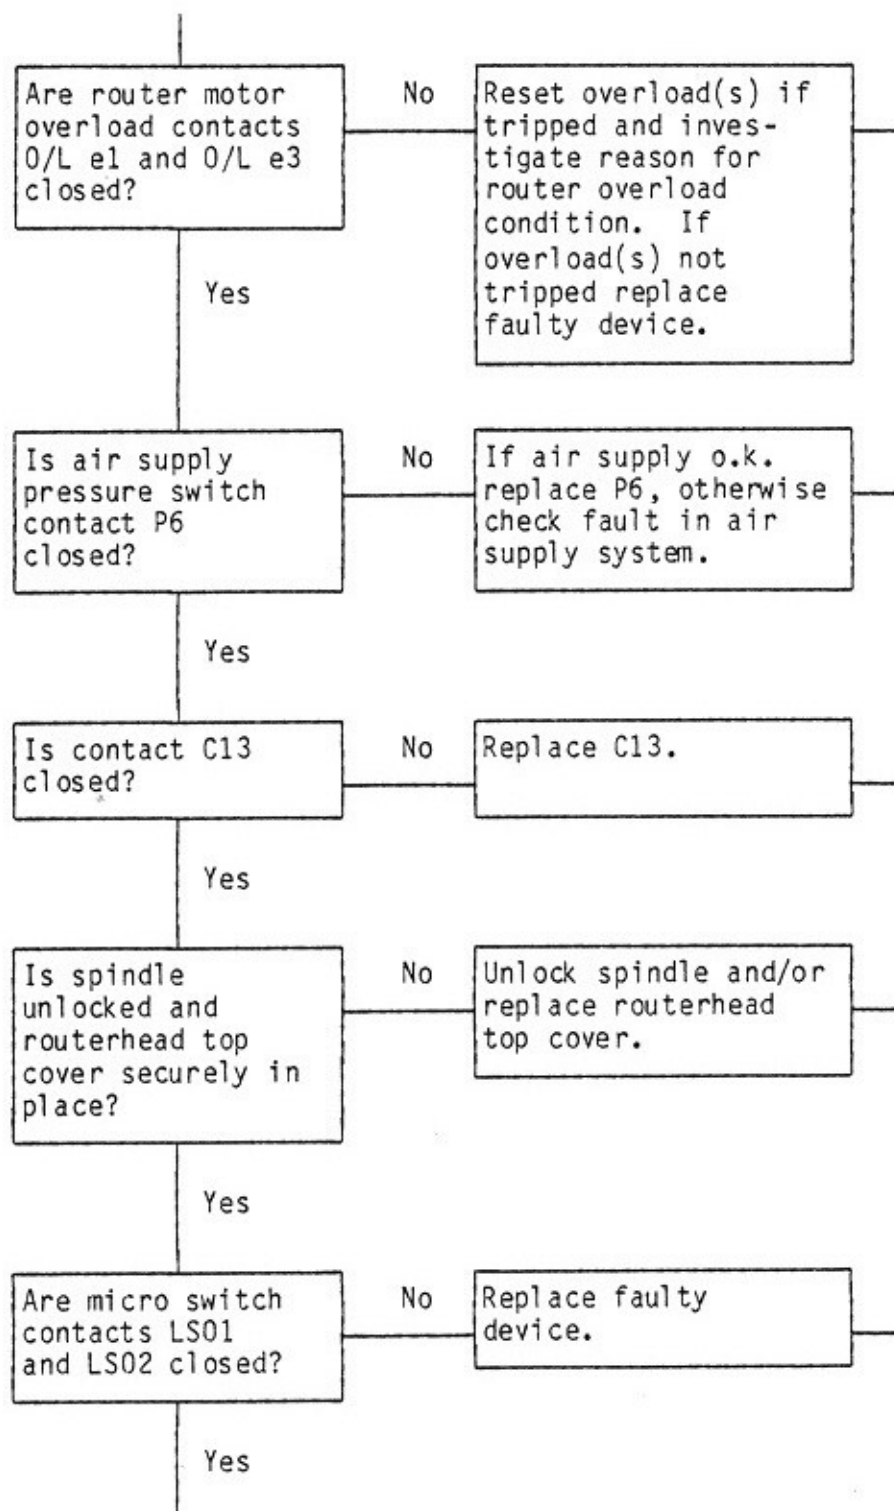 Are router motor
overload contacts
O/L e1 and O/L e3
closed?
No
Reset overload(s) if
tripped and inves-
tigate reason for
router overload
condition. If
overload(s) not
tripped replace
faulty device.
Yes
Is air supply
pressure switch
contact P6
closed?
No
If air supply o.k.
replace P6, otherwise
check fault in air
supply system.
Yes
Is contact C13
closed?
No
Replace C13.
Yes
Is spindle
unlocked and
routerhead top
cover securely in
place?
No
Unlock spindle and/or
replace routerhead
top cover.
Yes
Are micro switch
contacts LS01
and LS02 closed?
No
Replace faulty
device.
Yes